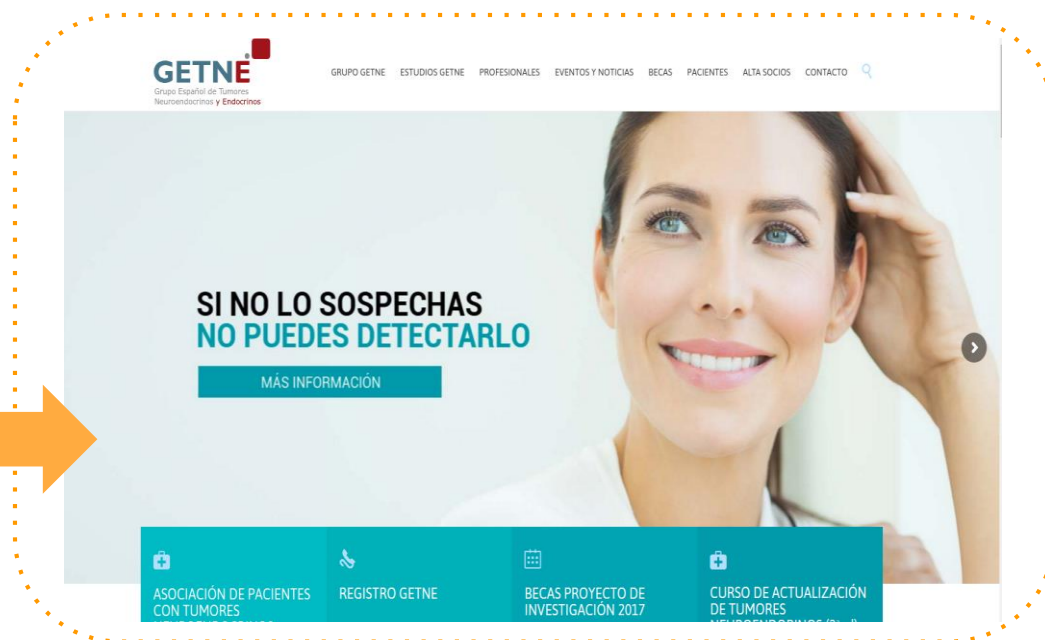 GETNE
Grupo Español de Tumores
Neuroendocrinos y Endocrinos
GRUPO GETNE ESTUDIOS GETNE PROFESIONALES EVENTOS Y NOTICIAS BECAS PACIENTES ALTA SOCIOS CONTACTO
SI NO LO SOSPECHAS
NO PUEDES DETECTARLO
MÁS INFORMACIÓN
ASOCIACIÓN DE PACIENTES
CON TUMORES
REGISTRO GETNE
BECAS PROYECTO DE
INVESTIGACIÓN 2017
CURSO DE ACTUALIZACIÓN
DE TUMORES